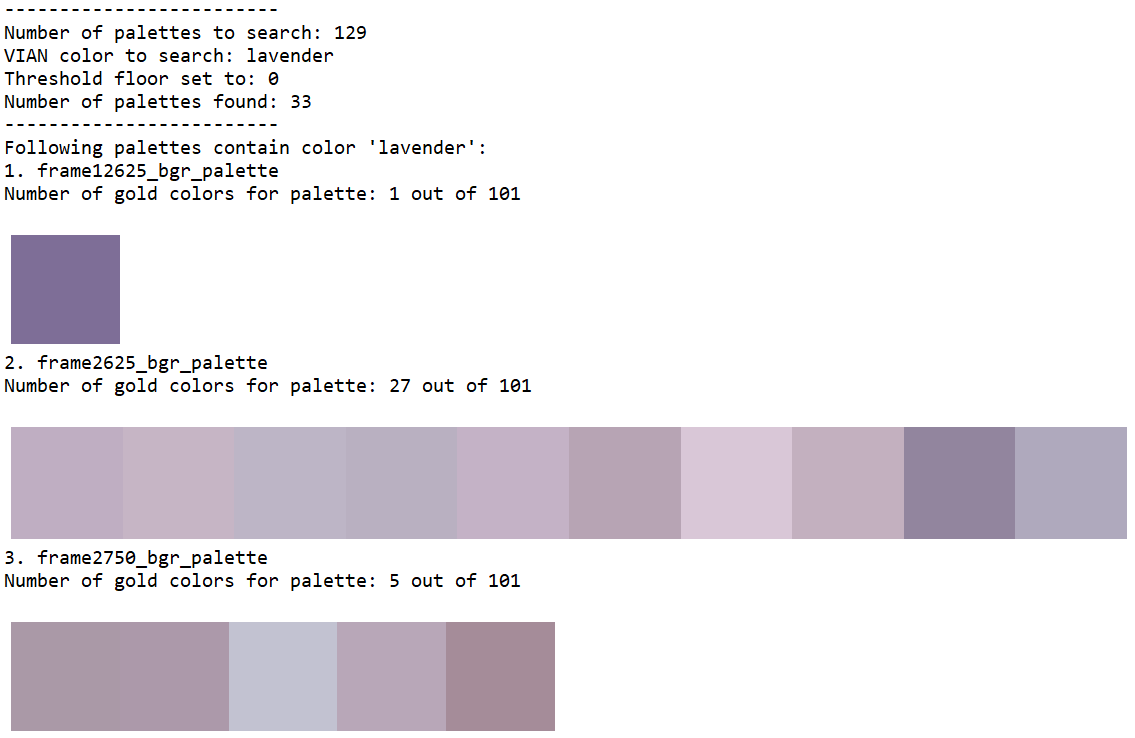 -------------------------
Number of palettes to search: 129
VIAN color to search: lavender
Threshold floor set to: 0
Number of palettes found: 33
-------------------------
Following palettes contain color 'lavender':
1. frame12625_bgr_palette
Number of gold colors for palette: 1 out of 101
2. frame2625_bgr_palette
Number of gold colors for palette: 27 out of 101
3. frame2750_bgr_palette
Number of gold colors for palette: 5 out of 101